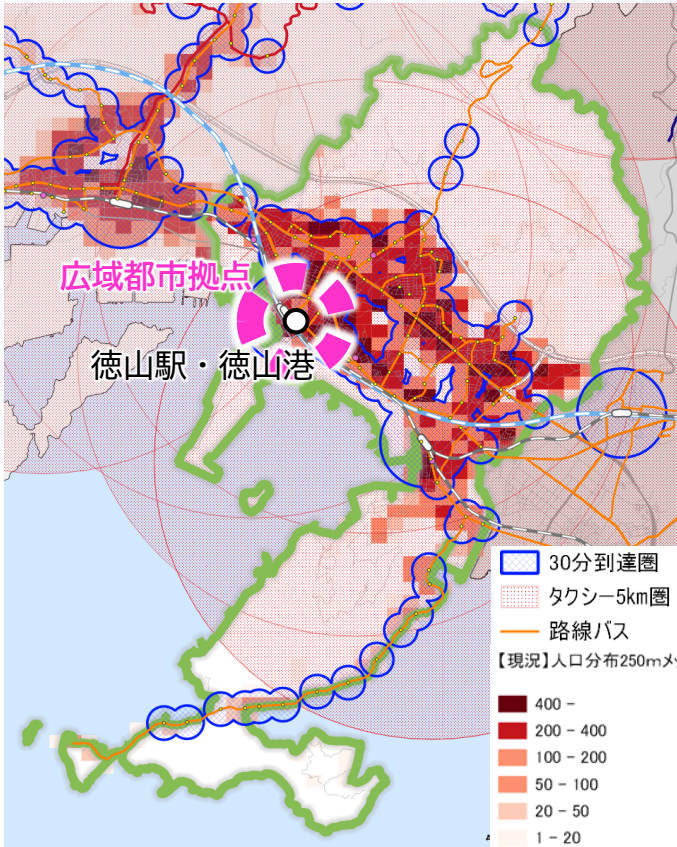 広域都市拠点
徳山駅・徳山港
30分到達圏
タクシー5km圏
路線バス
【現況】人口分布250mメッ
400 -
200 - 400
100 - 200
50 - 100
20 - 50
1 - 20